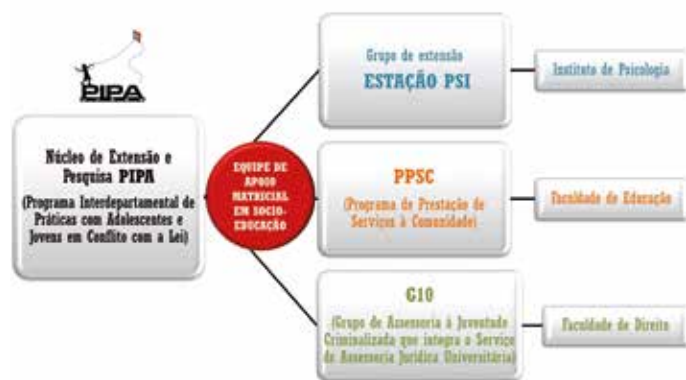 PIPA
Núcleo de Extensão e
Pesquisa PIPA
(Programa Interdepartamental de
Práticas com Adolescentes e
Jovens em Conflito com a Lei)
EQUIPE DE
APOIO
MATRICIAL
EM SOCIO-
EDUCAÇÃO
Grupo de extensão
ESTAÇÃO PSI
Instituto de Psicologia
PPSC
(Programa de Prestação de
Serviços à Comunidade)
Faculdade de Educação
G10
(Grupo de Assessoria à Juventude
Criminalizada que integra o Serviço
de Assessoria Jurídica Universitária)
Faculdade de Direito